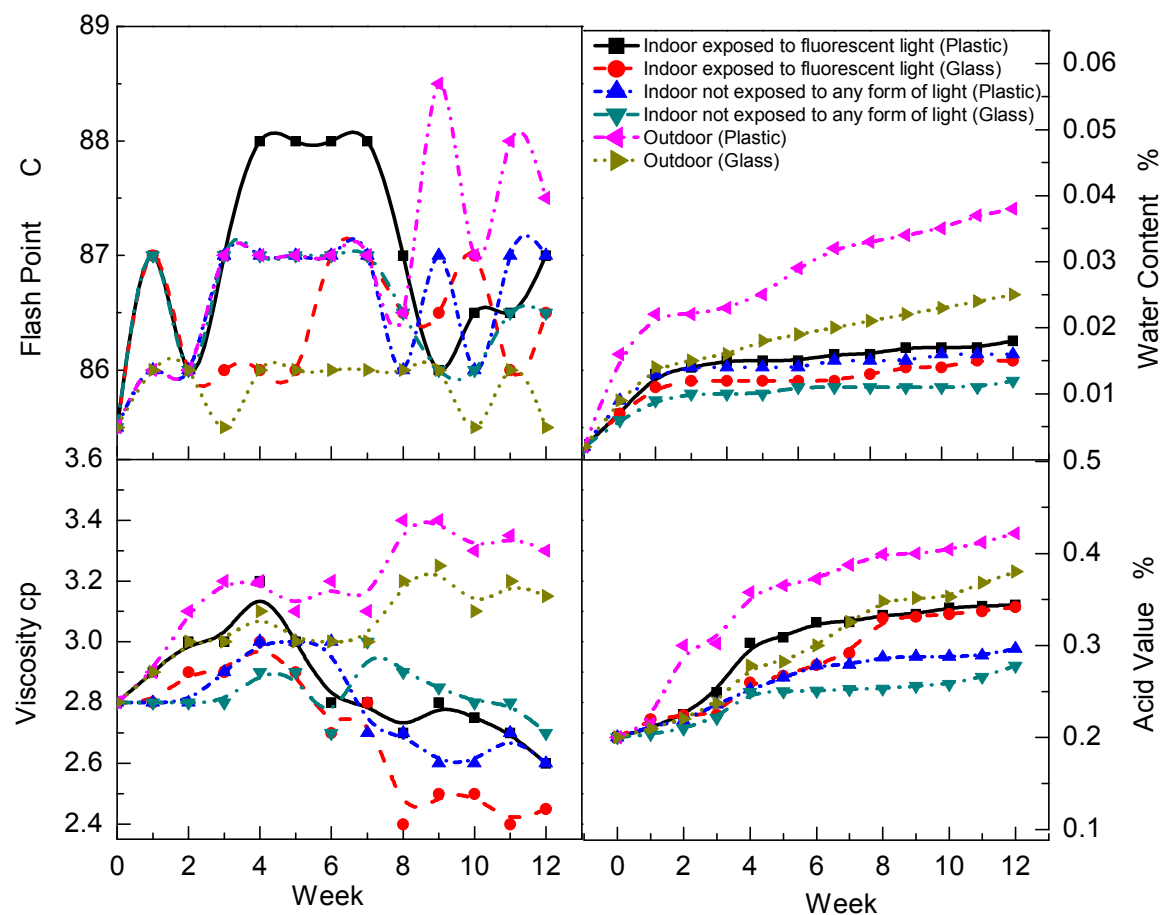 89
88
87
86
3.6
3.4
3.2
3.0
2.8
2.6
2.4
Flash Point C
Viscosity cp
0 2 4 6 8 10 12
Week
Indoor exposed to fluorescent light (Plastic)
Indoor exposed to fluorescent light (Glass)
Indoor not exposed to any form of light (Plastic)
Indoor not exposed to any form of light (Glass)
Outdoor (Plastic)
Outdoor (Glass)
0.06
0.05
0.04
0.03
0.02
0.01
0.5
0.4
0.3
0.2
0.1
Water Content %
Acid Value %
0 2 4 6 8 10 12
Week